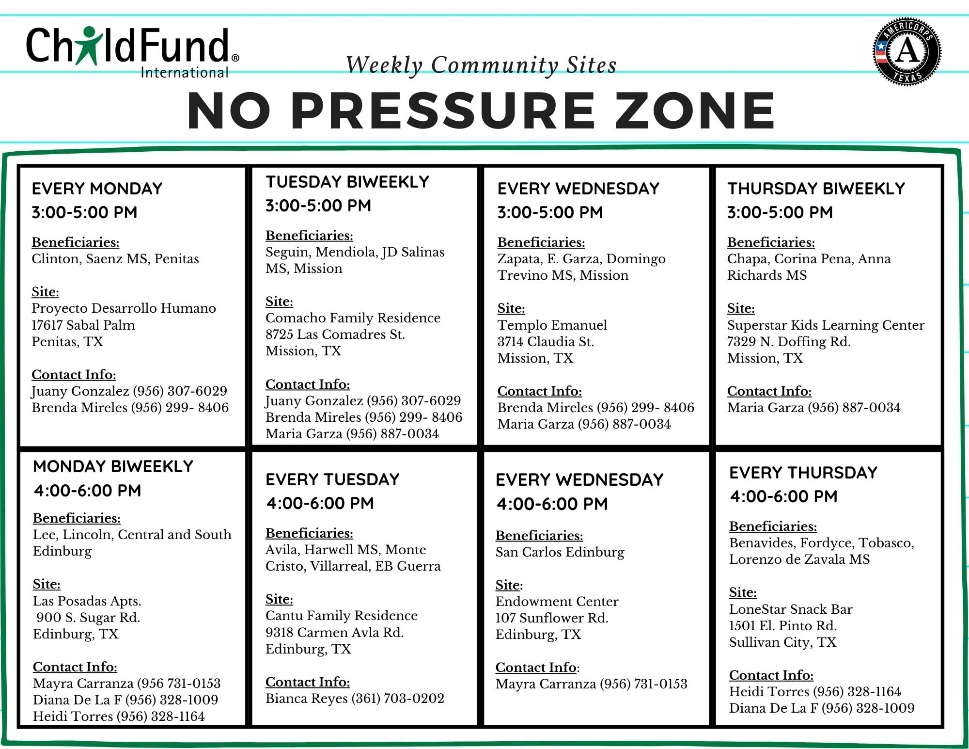 ChildFund®
International
AMERICORPS
A
TEXAS
Weekly Community Sites
NO PRESSURE ZONE
EVERY MONDAY
3:00-5:00 PM
Beneficiaries:
Clinton, Saenz MS, Penitas
Site:
Proyecto Desarrollo Humano
17617 Sabal Palm
Penitas, TX
Contact Info:
Juany Gonzalez (956) 307-6029
Brenda Mireles (956) 299- 8406
TUESDAY BIWEEKLY
3:00-5:00 PM
Beneficiaries:
Seguin, Mendiola, JD Salinas
MS, Mission
Site:
Comacho Family Residence
8725 Las Comadres St.
Mission, TX
Contact Info:
Juany Gonzalez (956) 307-6029
Brenda Mireles (956) 299- 8406
Maria Garza (956) 887-0034
EVERY WEDNESDAY
3:00-5:00 PM
Beneficiaries:
Zapata, E. Garza, Domingo
Trevino MS, Mission
Site:
Templo Emanuel
3714 Claudia St.
Mission, TX
Contact Info:
Brenda Mireles (956) 299- 8406
Maria Garza (956) 887-0034
THURSDAY BIWEEKLY
3:00-5:00 PM
Beneficiaries:
Chapa, Corina Pena, Anna
Richards MS
Site:
Superstar Kids Learning Center
7329 N. Doffing Rd.
Mission, TX
Contact Info:
Maria Garza (956) 887-0034
MONDAY BIWEEKLY
4:00-6:00 PM
Beneficiaries:
Lee, Lincoln, Central and South
Edinburg
Site:
Las Posadas Apts.
900 S. Sugar Rd.
Edinburg, TX
Contact Info:
Mayra Carranza (956 731-0153
Diana De La F (956) 328-1009
Heidi Torres (956) 328-1164
EVERY TUESDAY
4:00-6:00 PM
Beneficiaries:
Avila, Harwell MS, Monte
Cristo, Villarreal, EB Guerra
Site:
Cantu Family Residence
9318 Carmen Avla Rd.
Edinburg, TX
Contact Info:
Bianca Reyes (361) 703-0202
EVERY WEDNESDAY
4:00-6:00 PM
Beneficiaries:
San Carlos Edinburg
Site:
Endowment Center
107 Sunflower Rd.
Edinburg, TX
Contact Info:
Mayra Carranza (956) 731-0153
EVERY THURSDAY
4:00-6:00 PM
Beneficiaries:
Benavides, Fordyce, Tobasco,
Lorenzo de Zavala MS
Site:
LoneStar Snack Bar
1501 El. Pinto Rd.
Sullivan City, TX
Contact Info:
Heidi Torres (956) 328-1164
Diana De La F (956) 328-1009